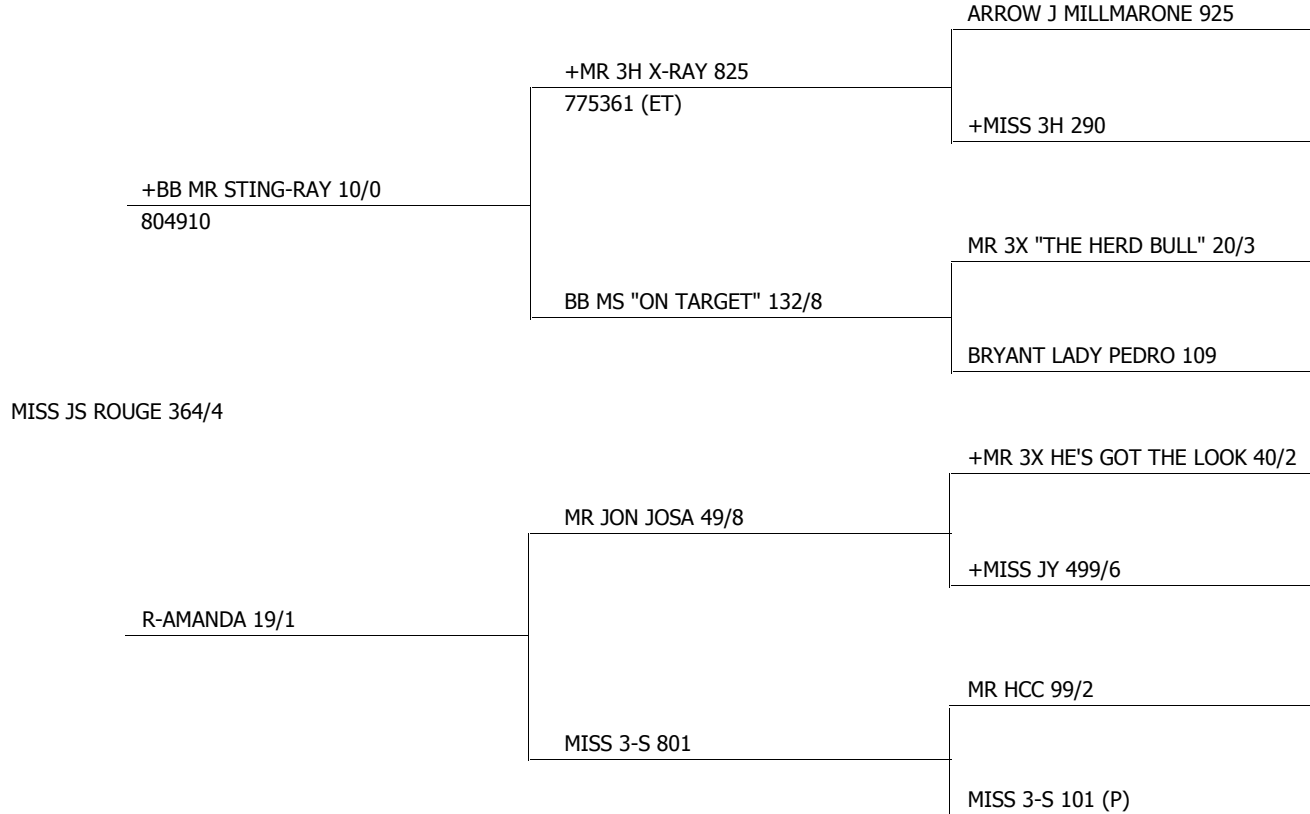 ARROW J MILLMARONE 925
+MR 3H X-RAY 825
775361 (ET)
+MISS 3H 290
+BB MR STING-RAY 10/0
804910
MR 3X "THE HERD BULL" 20/3
BB MS "ON TARGET" 132/8
BRYANT LADY PEDRO 109
MISS JS ROUGE 364/4
+MR 3X HE'S GOT THE LOOK 40/2
MR JON JOSA 49/8
+MISS JY 499/6
R-AMANDA 19/1
MR HCC 99/2
MISS 3-S 801
MISS 3-S 101 (P)